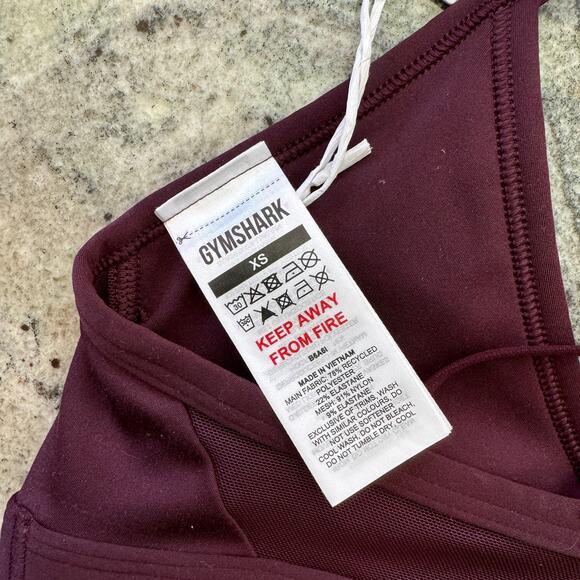 GYMSHARK
XS
30
KEEP AWAY
FROM FIRE
B6A6I
MADE IN VIETNAM
MAIN FABRIC: 78% RECYCLED
POLYESTER
22% ELASTANE
MESH: 91% NYLON
9% ELASTANE
EXCLUSIVE OF TRIMS. WASH
WITH SIMILAR COLOURS, DO
NOT USE SOFTENER
COOL WASH, DO NOT BLEACH,
DO NOT TUMBLE DRY, COOL